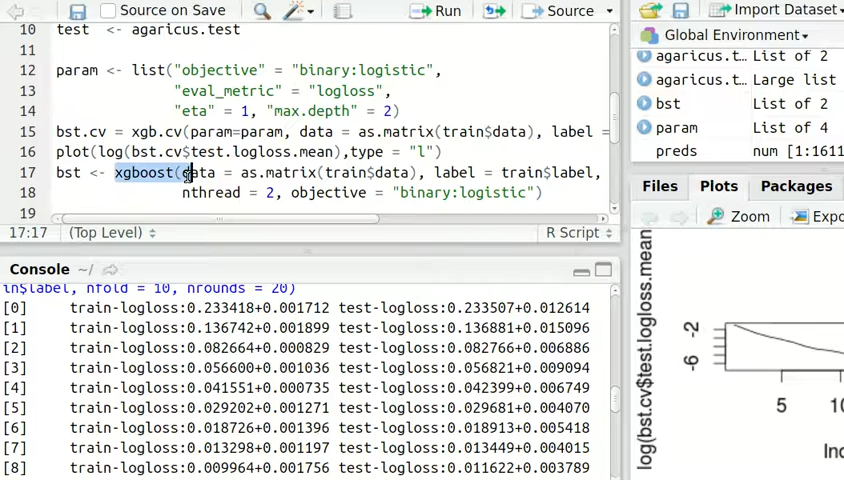 Source on Save Run Source
10 test <- agaricus.test
11
12 param <- list("objective" = "binary:logistic",
13 "eval_metric" = "logloss",
14 "eta" = 1, "max.depth" = 2)
15 bst.cv = xgb.cv(param=param, data = as.matrix(train$data), label =
16 plot(log(bst.cv$test.logloss.mean),type = "l")
17 bst <- xgboost(data = as.matrix(train$data), label = train$label,
18 nthread = 2, objective = "binary:logistic")
19
17:17 (Top Level) R Script
Console ~/
in$label, nfold = 10, nrounds = 20)
[0] train-logloss:0.233418+0.001712 test-logloss:0.233507+0.012614
[1] train-logloss:0.136742+0.001899 test-logloss:0.136881+0.015096
[2] train-logloss:0.082664+0.000829 test-logloss:0.082766+0.006886
[3] train-logloss:0.056600+0.001036 test-logloss:0.056821+0.009094
[4] train-logloss:0.041551+0.000735 test-logloss:0.042399+0.006749
[5] train-logloss:0.029202+0.001271 test-logloss:0.029681+0.004070
[6] train-logloss:0.018726+0.001396 test-logloss:0.018913+0.005418
[7] train-logloss:0.013298+0.001197 test-logloss:0.013449+0.004015
[8] train-logloss:0.009964+0.001756 test-logloss:0.011622+0.003789
Import Dataset
Global Environment
agaricus.t… List of 2
agaricus.t… Large list
bst List of 2
param List of 4
preds num [1:1611
Files Plots Packages
Zoom Expo
log(bst.cv$test.logloss.mean
-2
-6
5 10
Inc